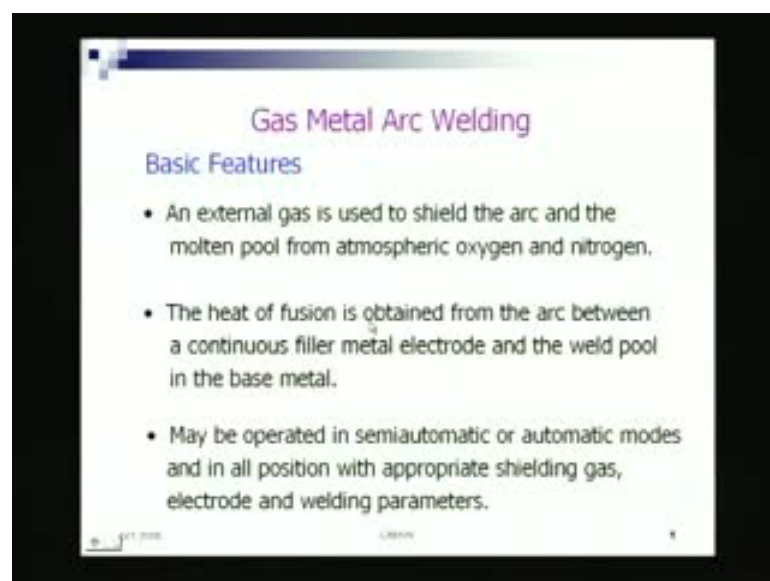 Gas Metal Arc Welding
Basic Features
• An external gas is used to shield the arc and the
molten pool from atmospheric oxygen and nitrogen.
• The heat of fusion is obtained from the arc between
a continuous filler metal electrode and the weld pool
in the base metal.
• May be operated in semiautomatic or automatic modes
and in all position with appropriate shielding gas,
electrode and welding parameters.